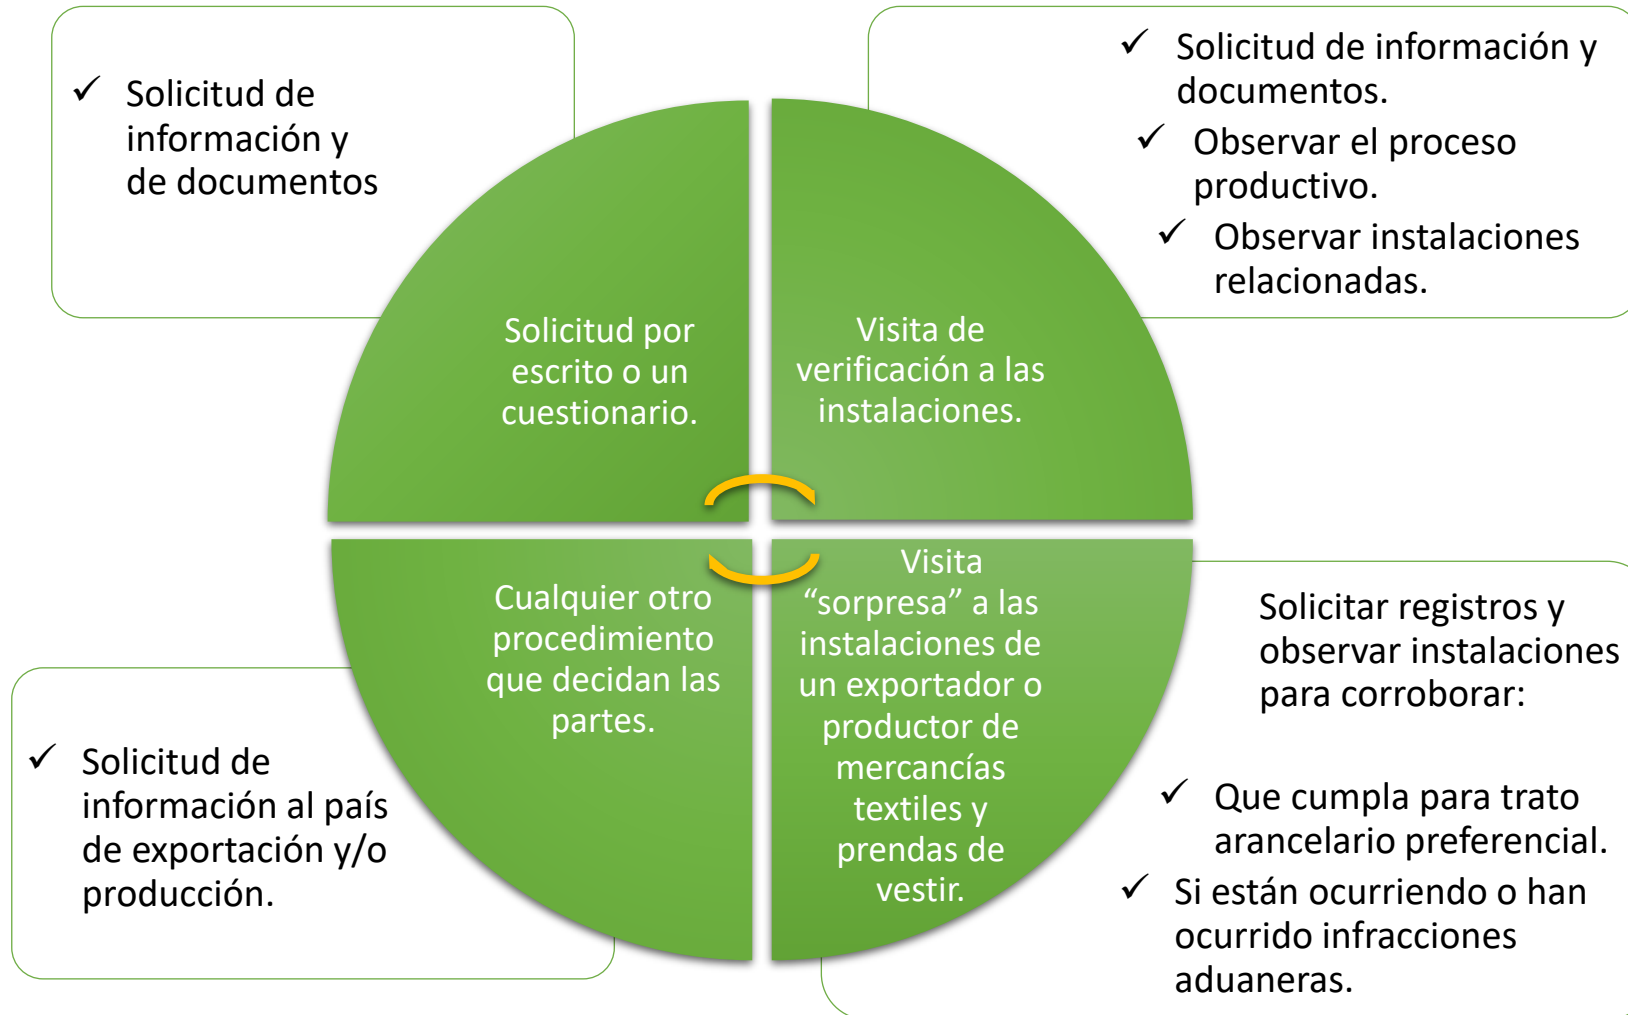 ✓ Solicitud de
información y
de documentos
Solicitud por
escrito o un
cuestionario.
✓ Solicitud de información y
documentos.
✓ Observar el proceso
productivo.
✓ Observar instalaciones
relacionadas.
Visita de
verificación a las
instalaciones.
Cualquier otro
procedimiento
que decidan las
partes.
✓ Solicitud de
información al país
de exportación y/o
producción.
Visita
“sorpresa” a las
instalaciones de
un exportador o
productor de
mercancías
textiles y
prendas de
vestir.
Solicitar registros y
observar instalaciones
para corroborar:
✓ Que cumpla para trato
arancelario preferencial.
✓ Si están ocurriendo o han
ocurrido infracciones
aduaneras.